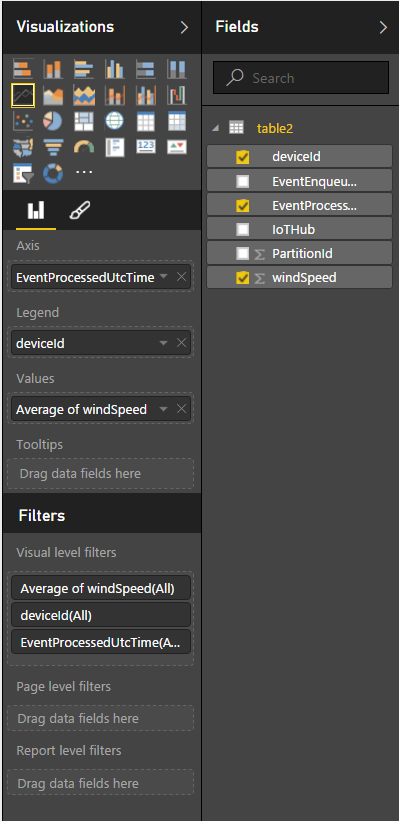 Visualizations
Axis
EventProcessedUtcTime
Legend
deviceId
Values
Average of windSpeed
Tooltips
Drag data fields here
Filters
Visual level filters
Average of windSpeed(All)
deviceId(All)
EventProcessedUtcTime(A...
Page level filters
Drag data fields here
Report level filters
Drag data fields here
Fields
Search
table2
deviceId
EventEnqueu...
EventProcess...
IoTHub
PartitionId
windSpeed